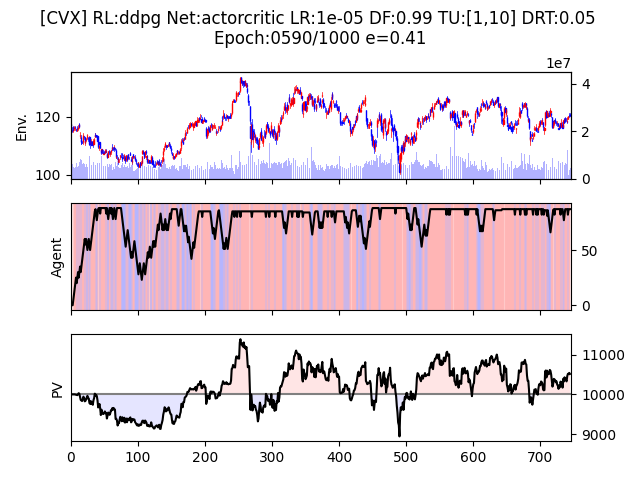 [CVX] RL:ddpg Net:actorcritic LR:1e-05 DF:0.99 TU:[1,10] DRT:0.05
Epoch:0590/1000 e=0.41
1e7
Env.
120
100
4
2
0
Agent
50
0
PV
11000
10000
9000
0 100 200 300 400 500 600 700